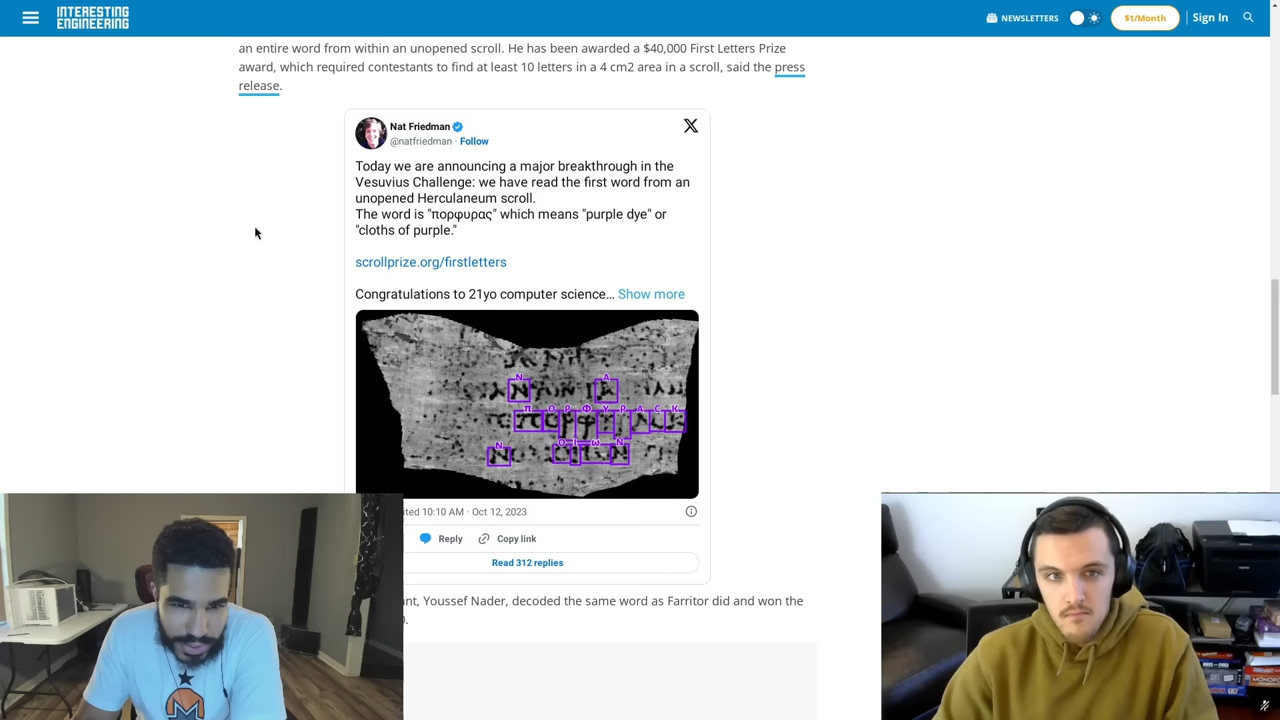 INTERESTING
ENGINEERING
NEWSLETTERS
$1/Month
Sign In
an entire word from within an unopened scroll. He has been awarded a $40,000 First Letters Prize
award, which required contestants to find at least 10 letters in a 4 cm2 area in a scroll, said the press
release.
Nat Friedman
@natfriedman · Follow
X
Today we are announcing a major breakthrough in the
Vesuvius Challenge: we have read the first word from an
unopened Herculaneum scroll.
The word is "πορφυρας" which means "purple dye" or
"cloths of purple."
scrollprize.org/firstletters
Congratulations to 21yo computer science… Show more
N A
π Ο Ρ Φ Υ Ρ Α C Κ
N Ο Ι ω N
ited 10:10 AM · Oct 12, 2023
Reply Copy link
Read 312 replies
ant, Youssef Nader, decoded the same word as Farritor did and won the
MONOPOLY